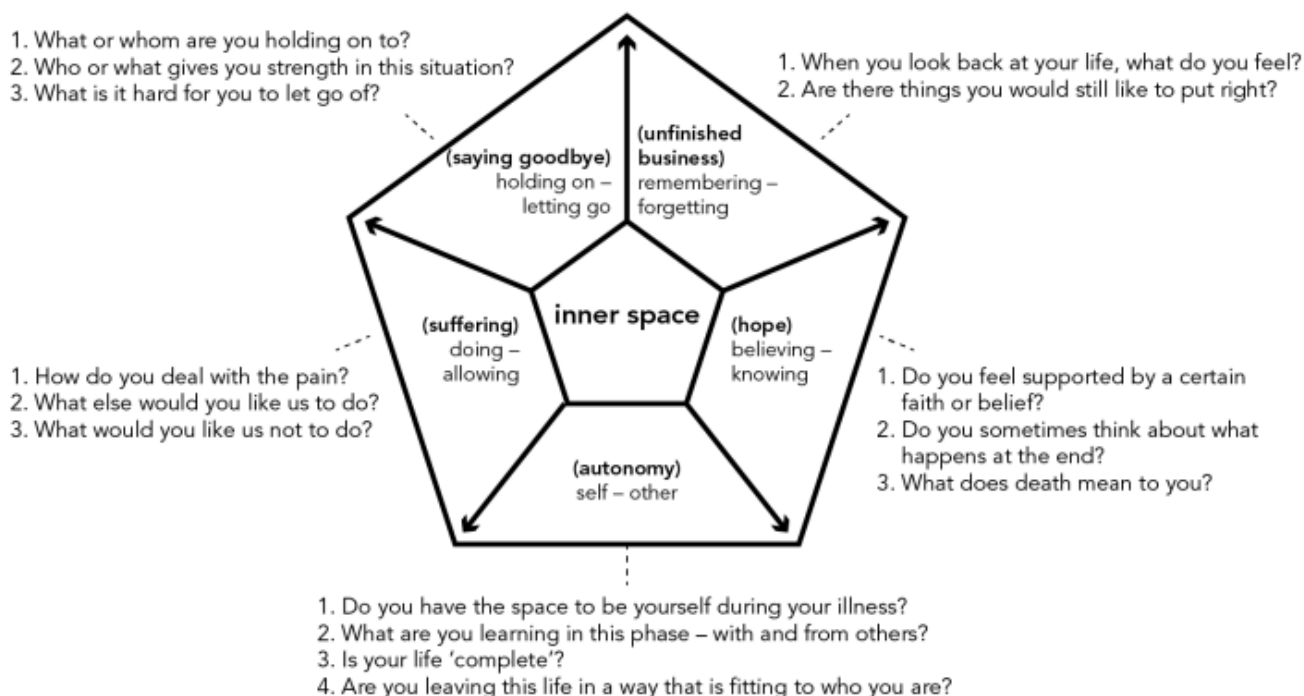 1. What or whom are you holding on to?
2. Who or what gives you strength in this situation?
3. What is it hard for you to let go of?
1. When you look back at your life, what do you feel?
2. Are there things you would still like to put right?
(saying goodbye)
holding on –
letting go
(unfinished
business)
remembering –
forgetting
inner space
(suffering)
doing –
allowing
(hope)
believing –
knowing
1. How do you deal with the pain?
2. What else would you like us to do?
3. What would you like us not to do?
1. Do you feel supported by a certain
faith or belief?
2. Do you sometimes think about what
happens at the end?
3. What does death mean to you?
(autonomy)
self – other
1. Do you have the space to be yourself during your illness?
2. What are you learning in this phase – with and from others?
3. Is your life ‘complete’?
4. Are you leaving this life in a way that is fitting to who you are?